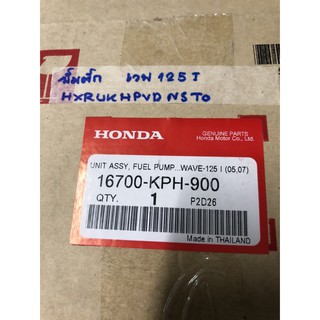 ปั๊มติ๊ก เวฟ 125 I
HXRUKHPVDNSTO
HONDA
GENUINE PARTS
Honda Motor Co., Ltd.
UNIT ASSY, FUEL PUMP...WAVE-125 I (05,07)
16700-KPH-900
QTY. 1 P2D26
Made in THAILAND